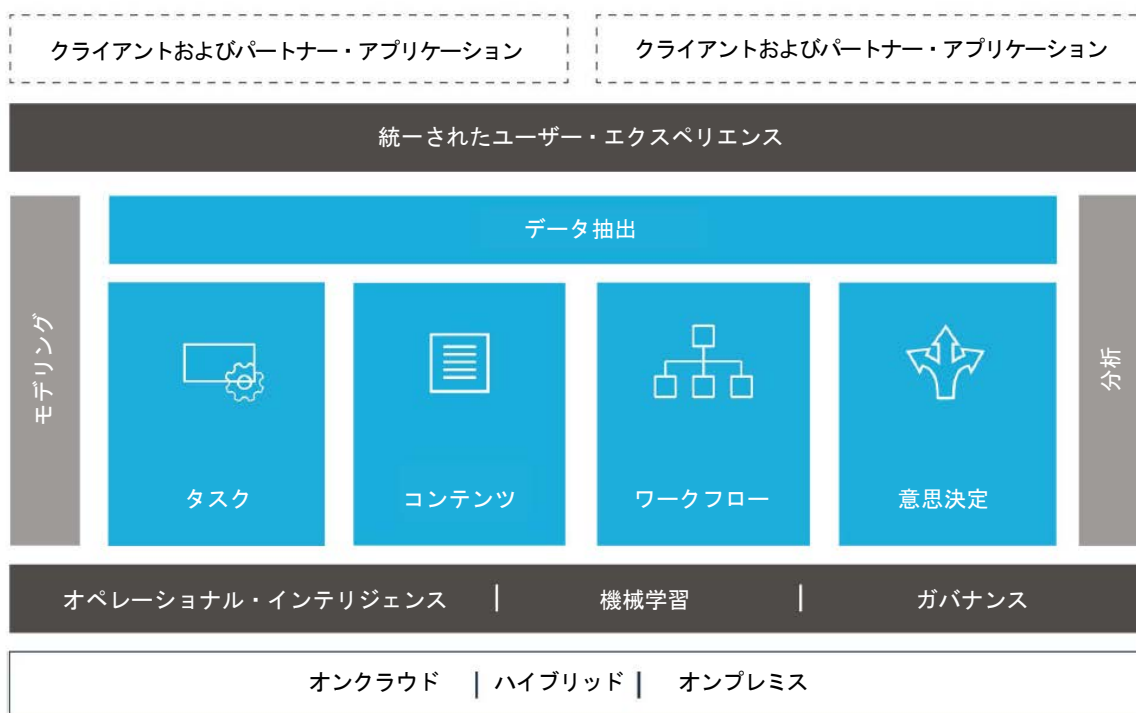 クライアントおよびパートナー・アプリケーション
クライアントおよびパートナー・アプリケーション
統一されたユーザー・エクスペリエンス
モデリング
データ抽出
タスク
コンテンツ
ワークフロー
意思決定
分析
オペレーショナル・インテリジェンス | 機械学習 | ガバナンス
オンクラウド | ハイブリッド | オンプレミス